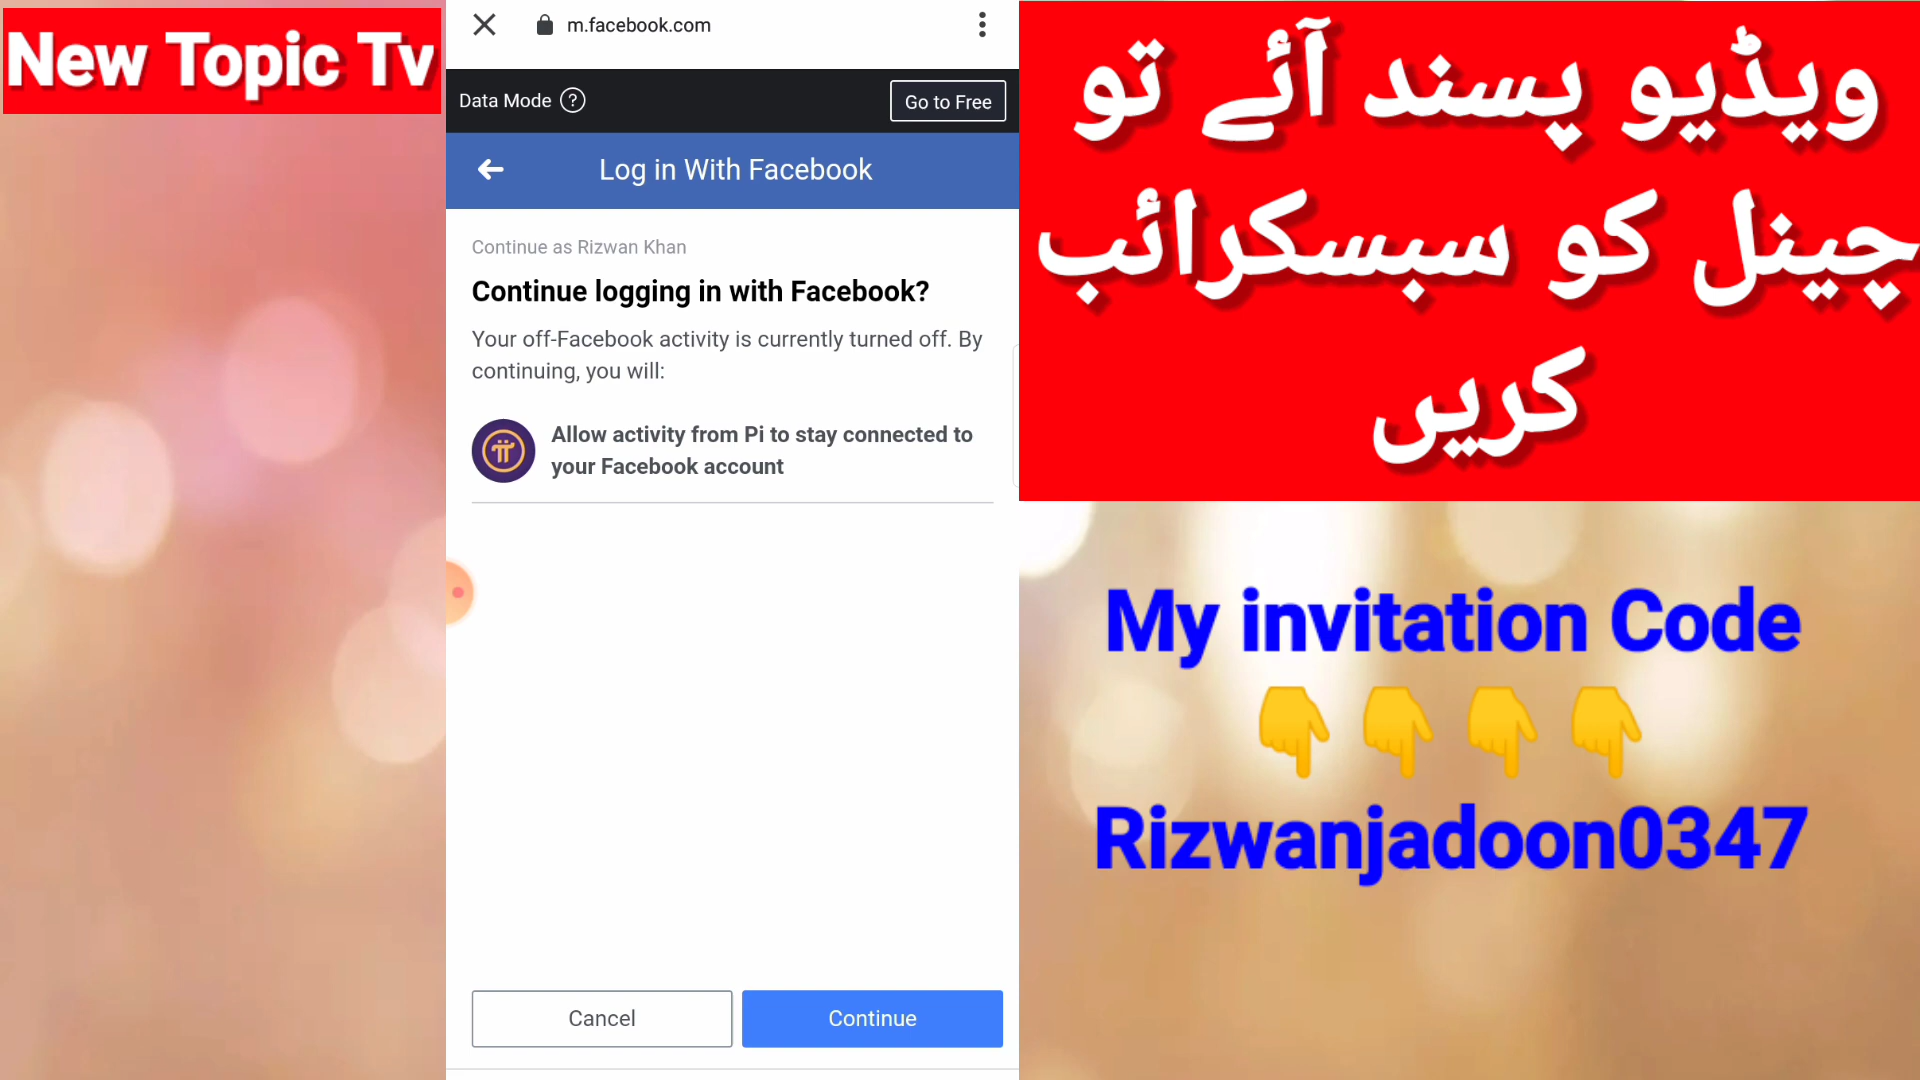 New Topic Tv
m.facebook.com
Data Mode ?
Go to Free
Log in With Facebook
Continue as Rizwan Khan
Continue logging in with Facebook?
Your off-Facebook activity is currently turned off. By
continuing, you will:
Allow activity from Pi to stay connected to
your Facebook account
Cancel
Continue
ویڈیو پسند آئے تو
چینل کو سبسکرائب
کریں
My invitation Code
👇👇👇👇
Rizwanjadoon0347